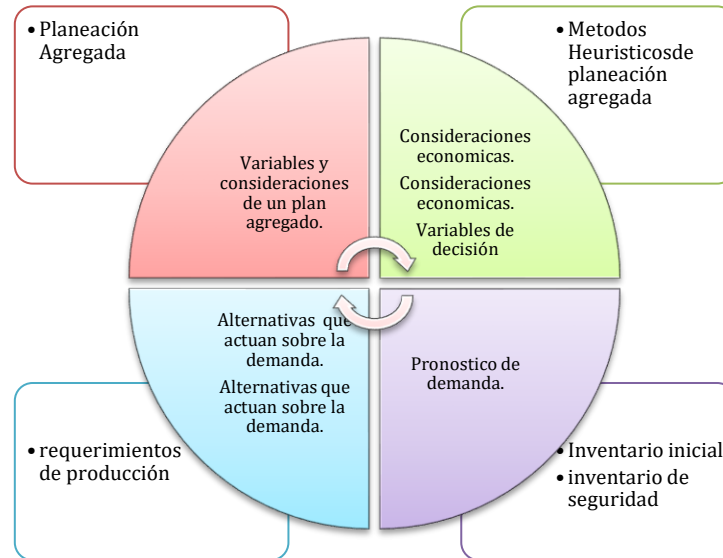 • Planeación
Agregada
• Metodos
Heuristicosde
planeación
agregada
Variables y
consideraciones
de un plan
agregado.
Consideraciones
economicas.
Consideraciones
economicas.
Variables de
decisión
Alternativas que
actuan sobre la
demanda.
Alternativas que
actuan sobre la
demanda.
Pronostico de
demanda.
• requerimientos
de producción
• Inventario inicial
• inventario de
seguridad